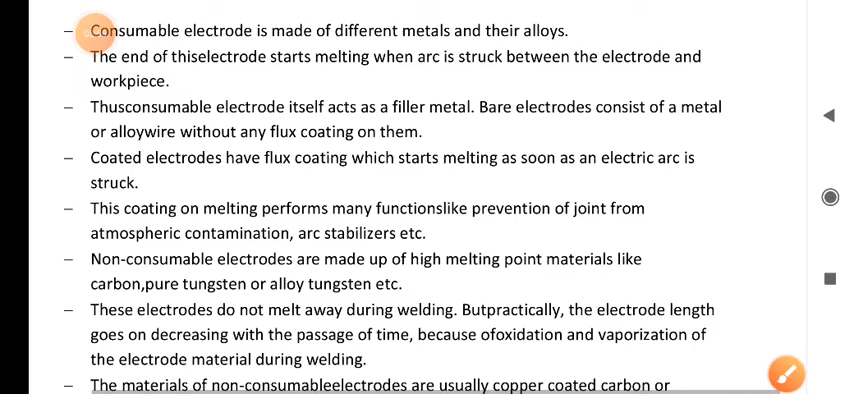 – Consumable electrode is made of different metals and their alloys.
– The end of thiselectrode starts melting when arc is struck between the electrode and
workpiece.
– Thusconsumable electrode itself acts as a filler metal. Bare electrodes consist of a metal
or alloywire without any flux coating on them.
– Coated electrodes have flux coating which starts melting as soon as an electric arc is
struck.
– This coating on melting performs many functionslike prevention of joint from
atmospheric contamination, arc stabilizers etc.
– Non-consumable electrodes are made up of high melting point materials like
carbon,pure tungsten or alloy tungsten etc.
– These electrodes do not melt away during welding. Butpractically, the electrode length
goes on decreasing with the passage of time, because ofoxidation and vaporization of
the electrode material during welding.
– The materials of non-consumableelectrodes are usually copper coated carbon or